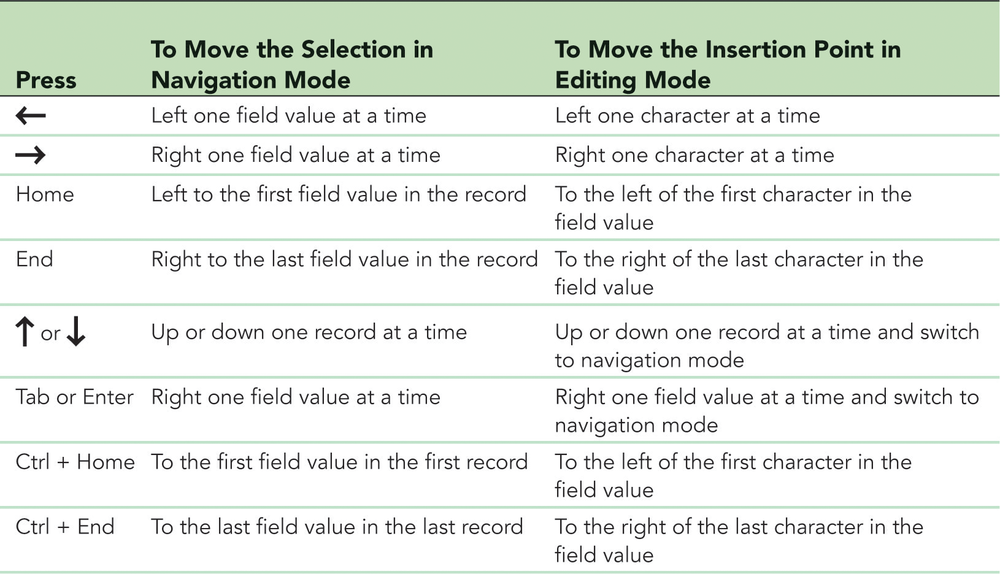 Press To Move the Selection in Navigation Mode To Move the Insertion Point in Editing Mode
← Left one field value at a time Left one character at a time
→ Right one field value at a time Right one character at a time
Home Left to the first field value in the record To the left of the first character in the
field value
End Right to the last field value in the record To the right of the last character in the
field value
↑ or ↓ Up or down one record at a time Up or down one record at a time and switch
to navigation mode
Tab or Enter Right one field value at a time Right one field value at a time and switch to
navigation mode
Ctrl + Home To the first field value in the first record To the left of the first character in the
field value
Ctrl + End To the last field value in the last record To the right of the last character in the
field value